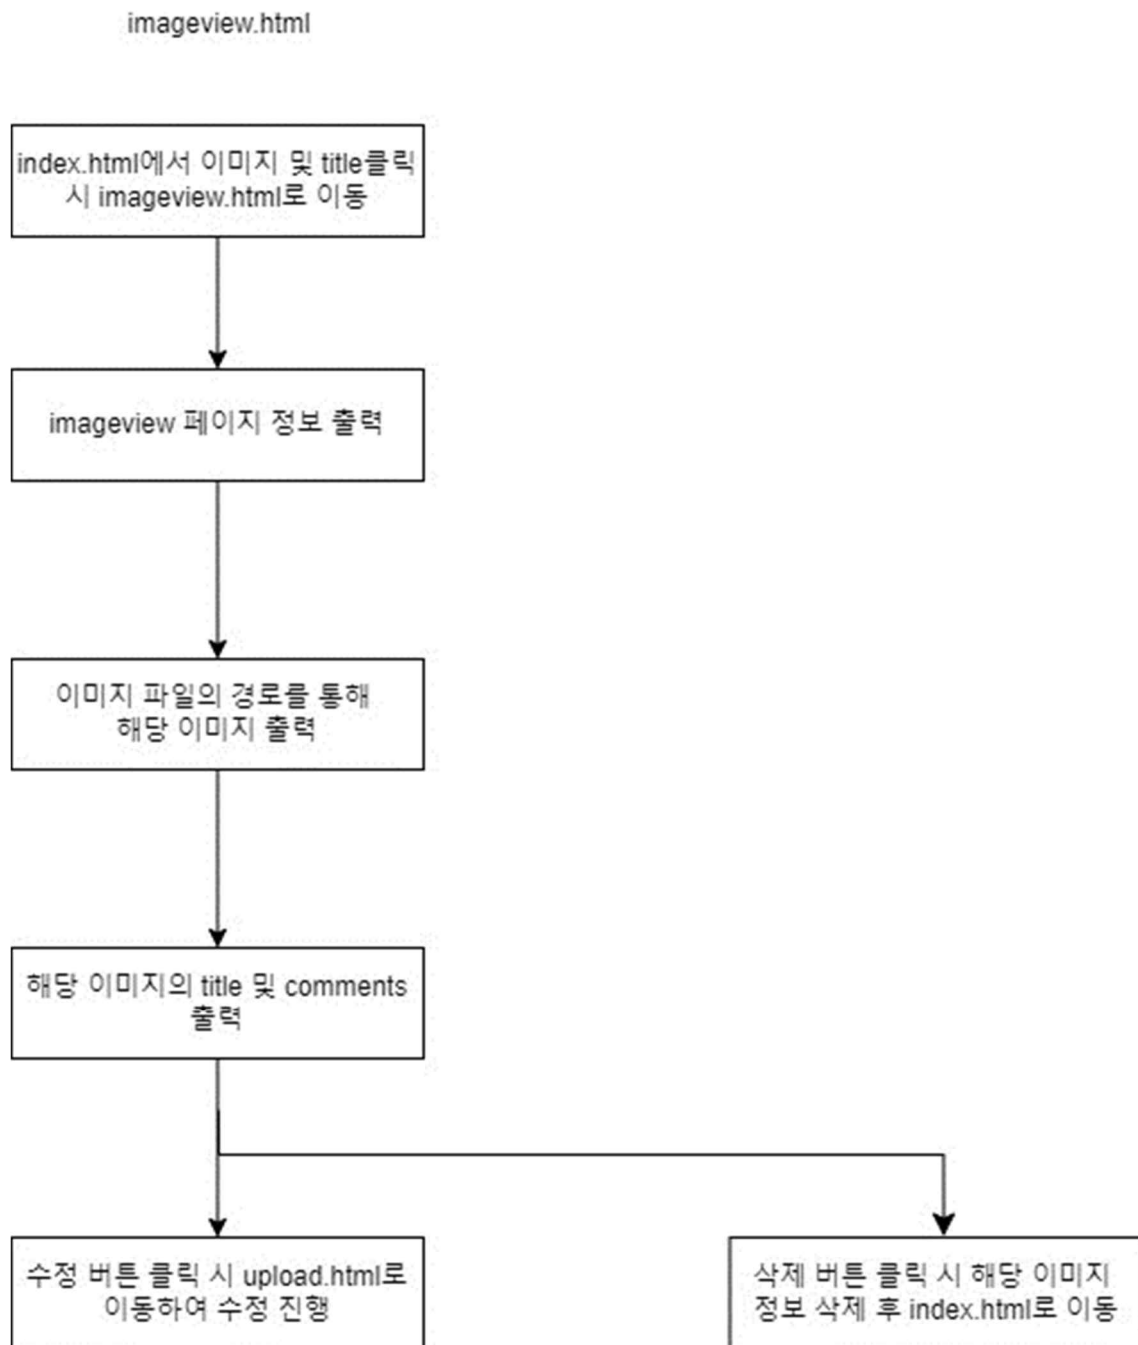 imageview.html
index.html에서 이미지 및 title클릭
시 imageview.html로 이동
imageview 페이지 정보 출력
이미지 파일의 경로를 통해
해당 이미지 출력
해당 이미지의 title 및 comments
출력
수정 버튼 클릭 시 upload.html로
이동하여 수정 진행
삭제 버튼 클릭 시 해당 이미지
정보 삭제 후 index.html로 이동